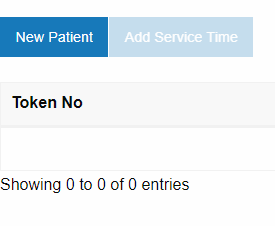 New Patient Add Service Time
Token No
Showing 0 to 0 of 0 entries